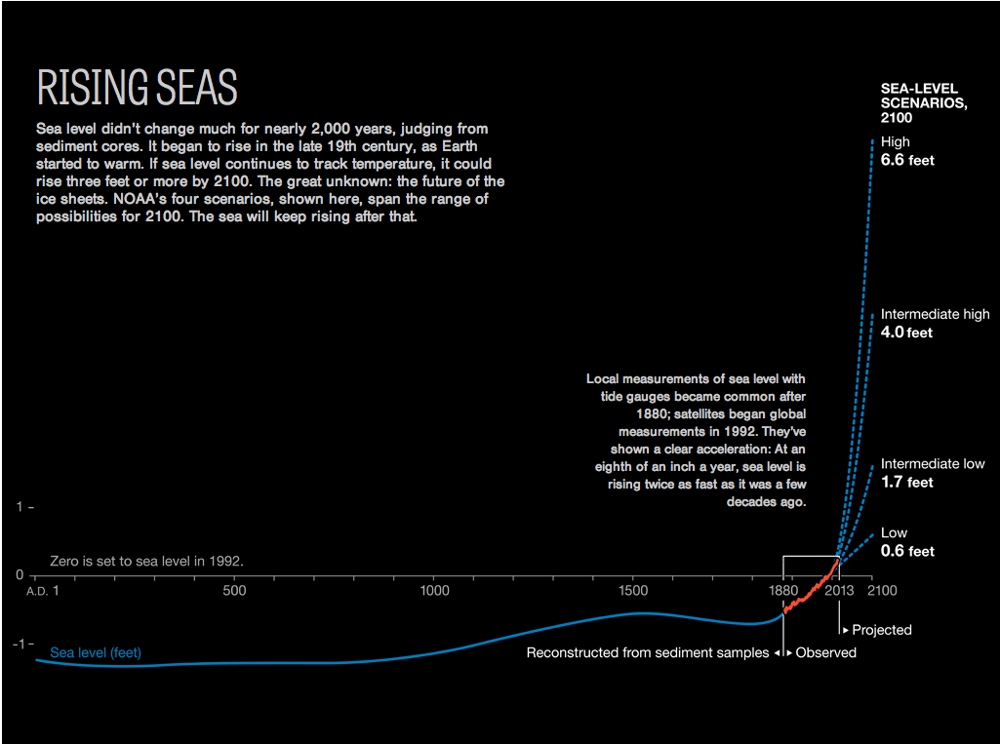 RISING SEAS
Sea level didn't change much for nearly 2,000 years, judging from
sediment cores. It began to rise in the late 19th century, as Earth
started to warm. If sea level continues to track temperature, it could
rise three feet or more by 2100. The great unknown: the future of the
ice sheets. NOAA's four scenarios, shown here, span the range of
possibilities for 2100. The sea will keep rising after that.
SEA-LEVEL
SCENARIOS,
2100
High
6.6 feet
Intermediate high
4.0 feet
Local measurements of sea level with
tide gauges became common after
1880; satellites began global
measurements in 1992. They've
shown a clear acceleration: At an
eighth of an inch a year, sea level is
rising twice as fast as it was a few
decades ago.
Intermediate low
1.7 feet
Low
0.6 feet
1
Zero is set to sea level in 1992.
0
A.D. 1 500 1000 1500 1880 2013 2100
-1
Sea level (feet)
Projected
Reconstructed from sediment samples Observed